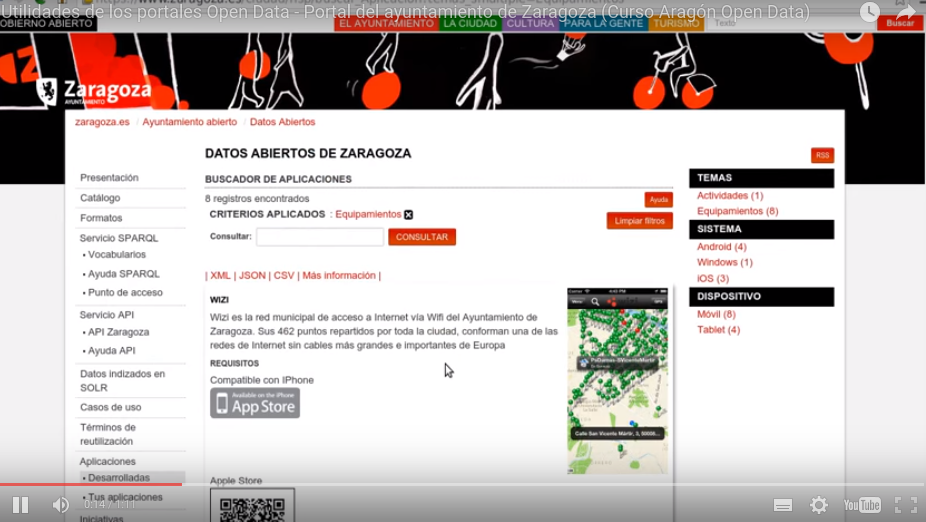 Utilidades de los portales Open Data - Portal del ayuntamiento de Zaragoza (Curso Aragón Open Data)
GOBIERNO ABIERTO
EL AYUNTAMIENTO
LA CIUDAD
CULTURA
PARA LA GENTE
TURISMO
Texto
Buscar
Zaragoza
AYUNTAMIENTO
zaragoza.es / Ayuntamiento abierto / Datos Abiertos
Presentación
Catálogo
Formatos
Servicio SPARQL
• Vocabularios
• Ayuda SPARQL
• Punto de acceso
Servicio API
• API Zaragoza
• Ayuda API
Datos indizados en
SOLR
Casos de uso
Términos de
reutilización
Aplicaciones
• Desarrolladas
• Tus aplicaciones
Iniciativas
DATOS ABIERTOS DE ZARAGOZA
RSS
BUSCADOR DE APLICACIONES
8 registros encontrados
Ayuda
CRITERIOS APLICADOS : Equipamientos
Limpiar filtros
Consultar:
CONSULTAR
| XML | JSON | CSV | Más información |
WIZI
Wizi es la red municipal de acceso a Internet vía Wifi del Ayuntamiento de
Zaragoza. Sus 462 puntos repartidos por toda la ciudad, conforman una de las
redes de Internet sin cables más grandes e importantes de Europa
REQUISITOS
Compatible con IPhone
Available on the iPhone
App Store
Apple Store
Calle San Vicente Mártir, 3, 50008...
TEMAS
Actividades (1)
Equipamientos (8)
SISTEMA
Android (4)
Windows (1)
iOS (3)
DISPOSITIVO
Móvil (8)
Tablet (4)
0:14 / 1:11
YouTube